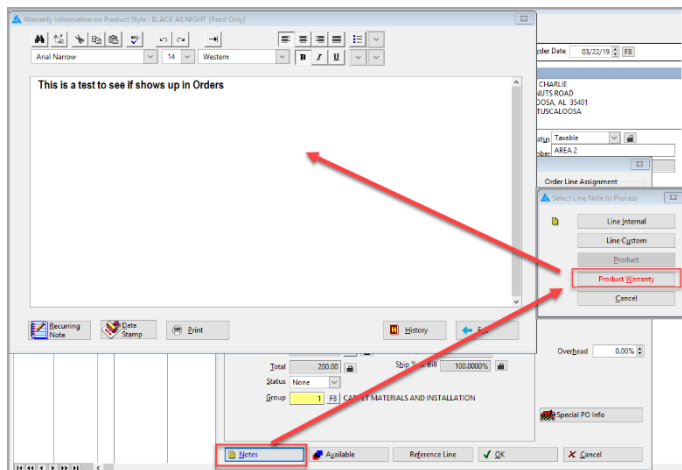 Warranty Information on Product Style : BLACK AS NIGHT (Read Only)
Arial Narrow 14 Western B I U
This is a test to see if shows up in Orders
Recurring Note
Date Stamp
Print
History
rder Date 03/22/19 F8
CHARLIE
NUTS ROAD
OOSA, AL 35401
TUSCALOOSA
Status Taxable
AREA 2
Order Line Assignment
Select Line Note to Process
Line Internal
Line Custom
Product
Product Warranty
Cancel
Overhead 0.00%
Total 200.00 Bill 100.0000%
Status None
Group 1 F8 CARPET MATERIALS AND INSTALLATION
Special PO Info
Notes Available Reference Line OK Cancel